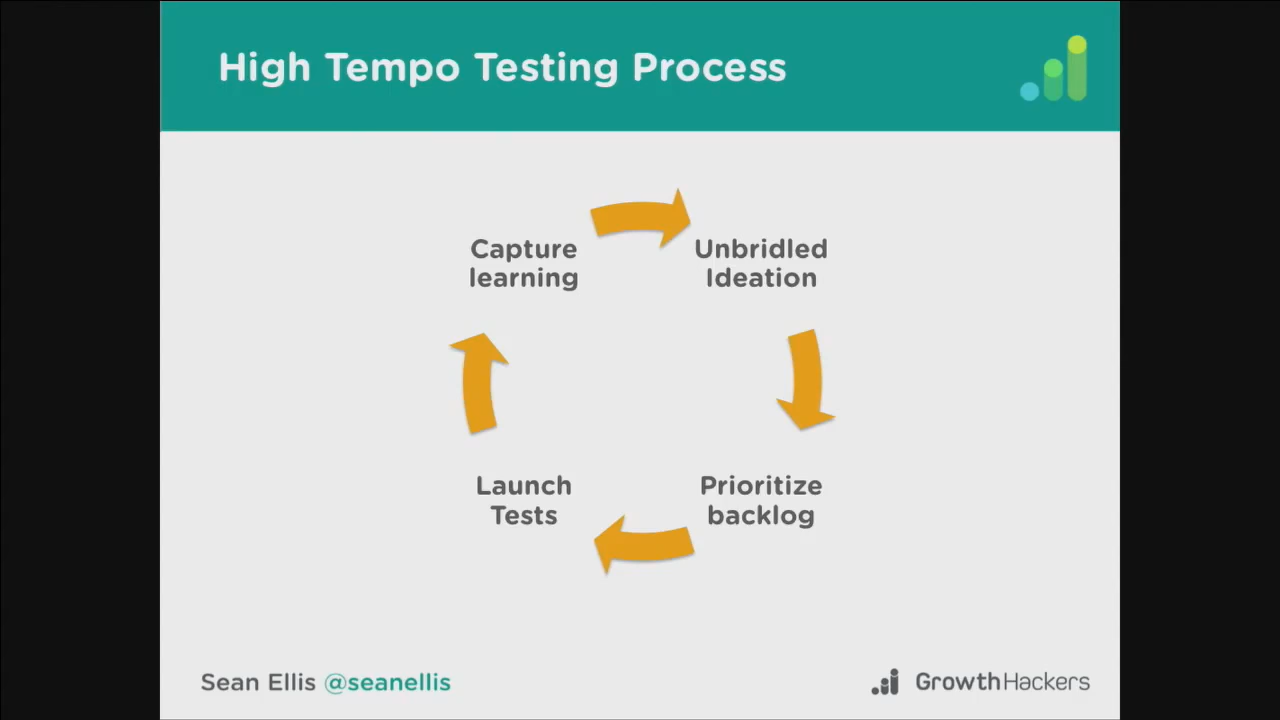 High Tempo Testing Process
Capture
learning
Unbridled
Ideation
Launch
Tests
Prioritize
backlog
Sean Ellis @seanellis
GrowthHackers